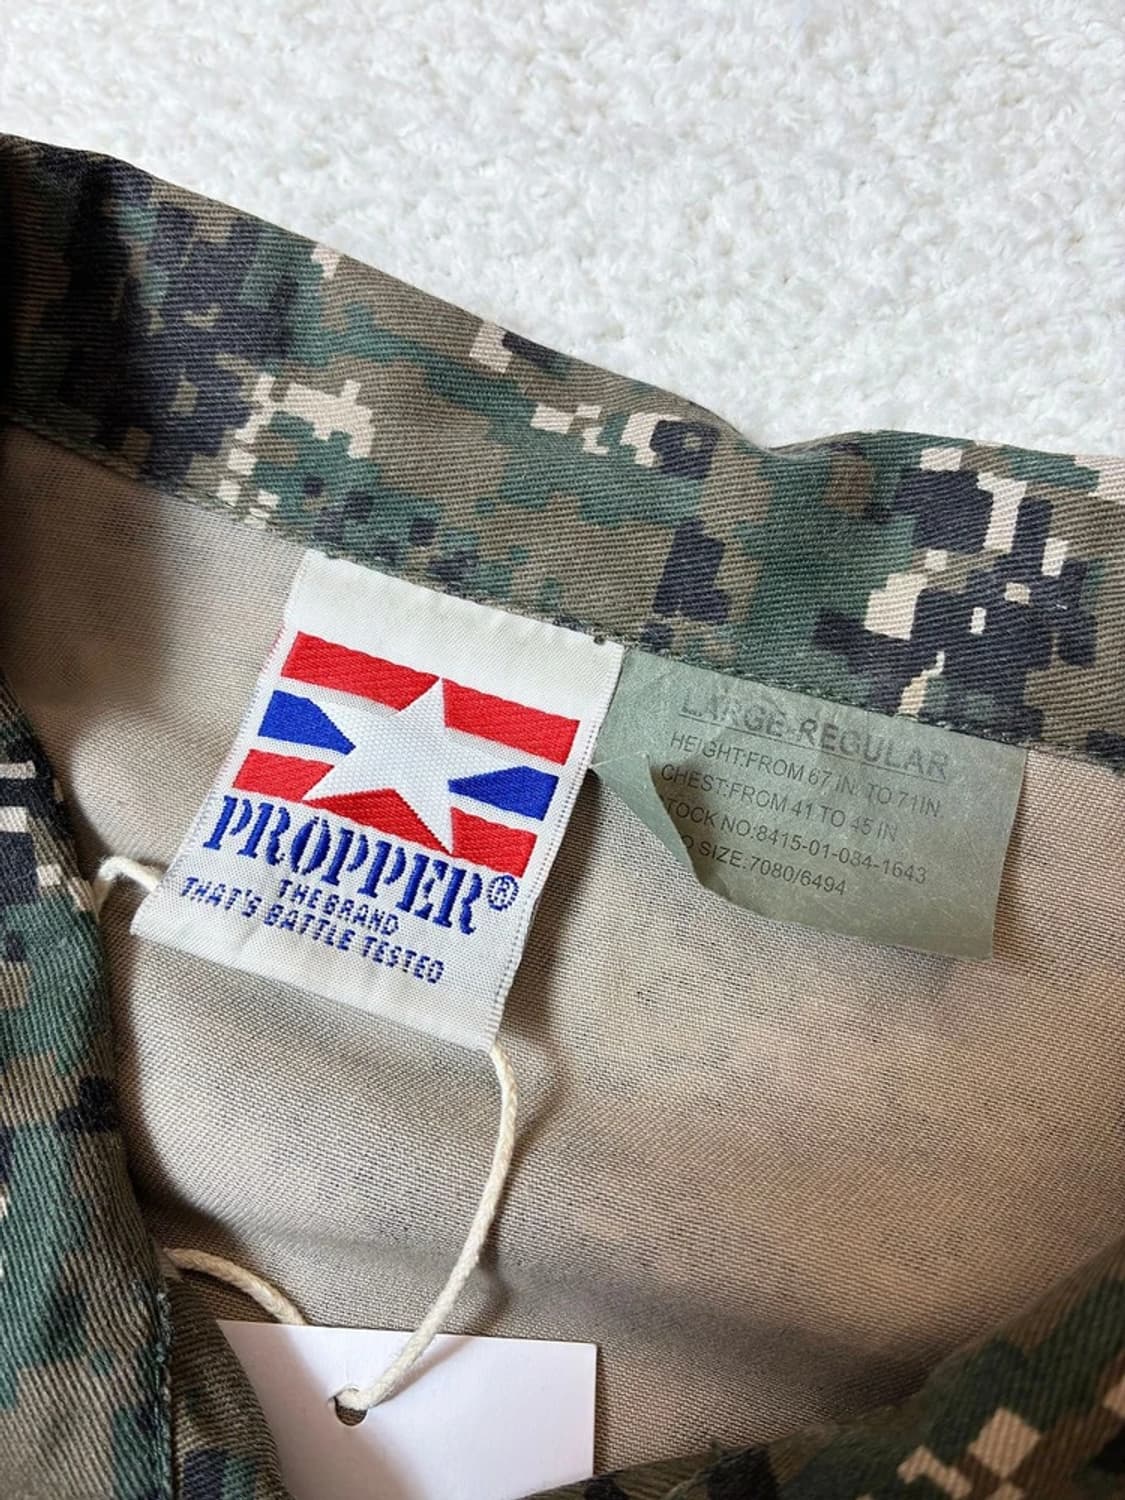 PROPPER®
THE BRAND
THAT'S BATTLE TESTED
LARGE-REGULAR
HEIGHT:FROM 67 IN. TO 71IN.
CHEST:FROM 41 TO 45 IN
TOCK NO:8415-01-034-1643
O SIZE:7080/6494